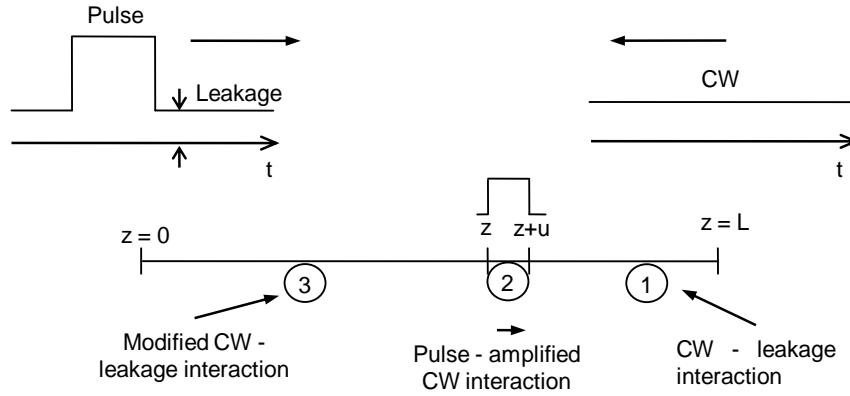 Pulse
Leakage
CW
t
t
z
z+u
z = 0
z = L
3
2
1
Modified CW -
leakage interaction
Pulse - amplified
CW interaction
CW - leakage
interaction